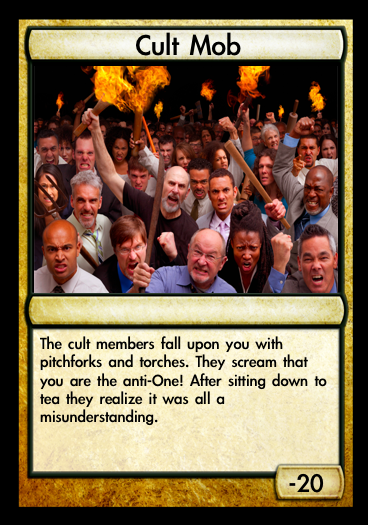 Cult Mob
The cult members fall upon you with
pitchforks and torches. They scream that
you are the anti-One! After sitting down to
tea they realize it was all a
misunderstanding.
-20